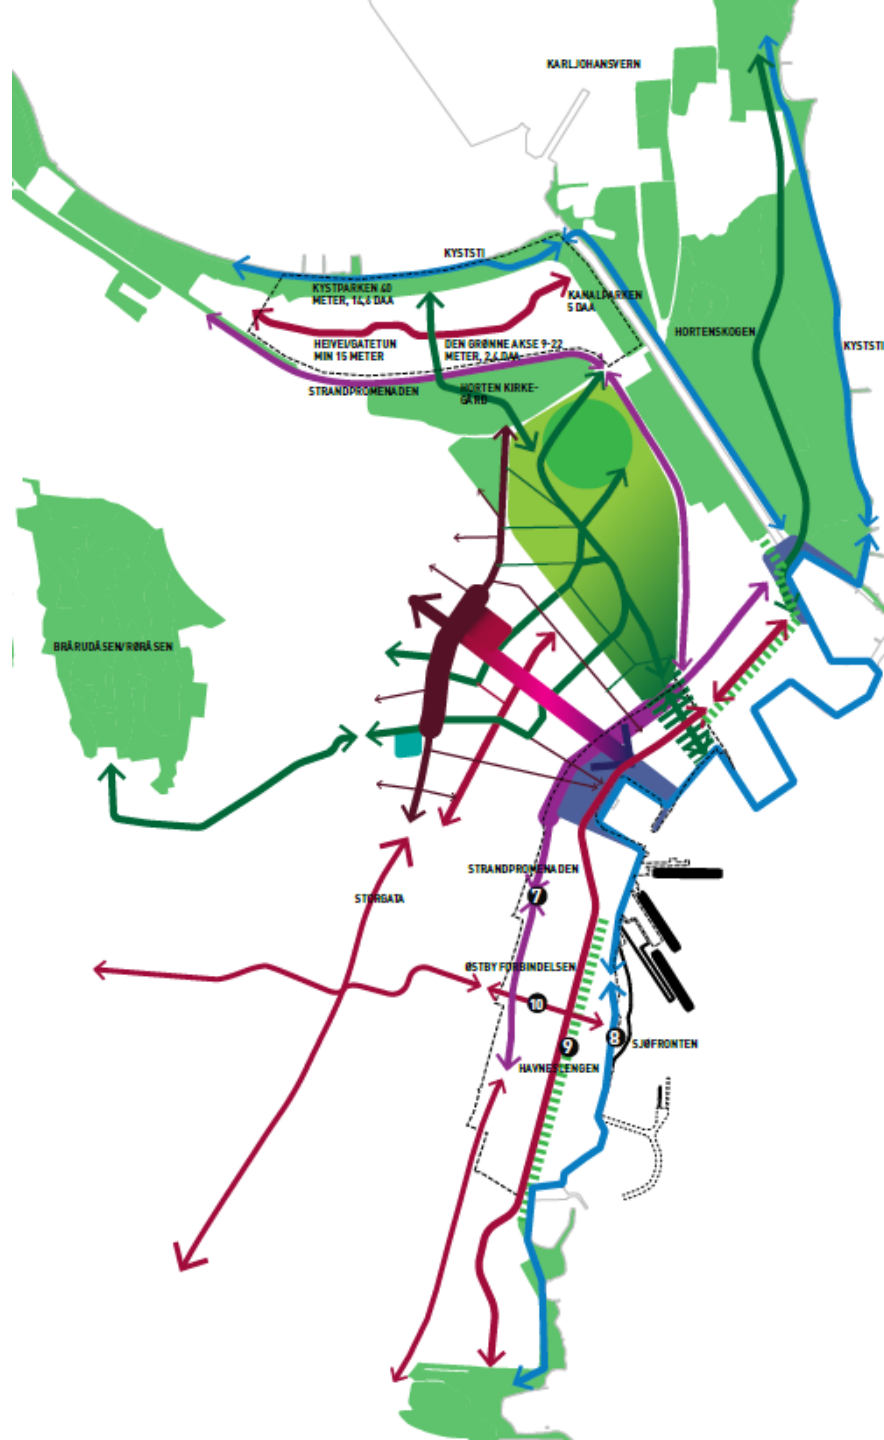 KARLJOHANSVERN
KYSTSTI
KYSTPARKEN 40
METER, 14,6 DAA
KANALPARKEN
5 DAA
HORTENSKOGEN
KYSTSTI
HEIVEI/GATETUN
MIN 15 METER
DEN GRØNNE AKSE 9-22
METER, 2,4 DAA
STRANDPROMENADEN
HORTEN KIRKE-
GÅRD
BRÅRUDÅSEN/RØRÅSEN
STRANDPROMENADEN
7
STORGATA
ØSTBY FORBINDELSEN
10
9
8
SJØFRONTEN
HAVNESLENGEN